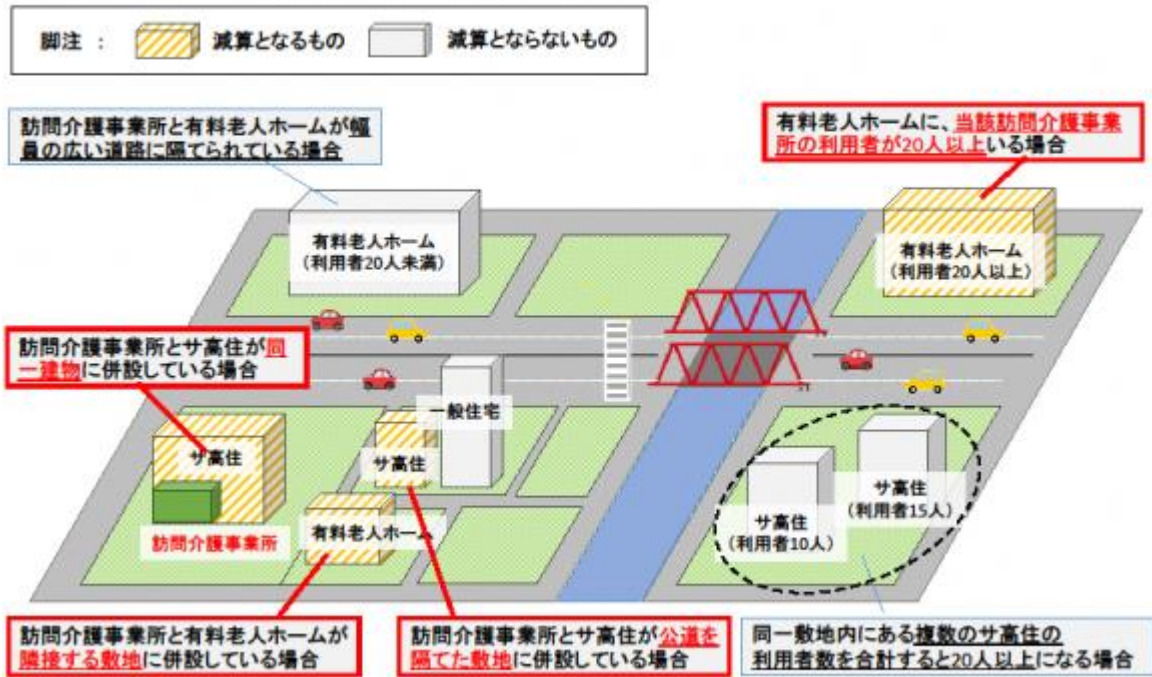 脚注 : 減算となるもの 減算とならないもの
訪問介護事業所と有料老人ホームが幅
員の広い道路に隔てられている場合
有料老人ホームに、当該訪問介護事業
所の利用者が20人以上いる場合
有料老人ホーム
(利用者20人未満)
有料老人ホーム
(利用者20人以上)
訪問介護事業所とサ高住が同
一建物に併設している場合
一般住宅
サ高住
サ高住
サ高住
(利用者15人)
サ高住
(利用者10人)
有料老人ホーム
訪問介護事業所
訪問介護事業所と有料老人ホームが
隣接する敷地に併設している場合
訪問介護事業所とサ高住が公道を
隔てた敷地に併設している場合
同一敷地内にある複数のサ高住の
利用者数を合計すると20人以上になる場合